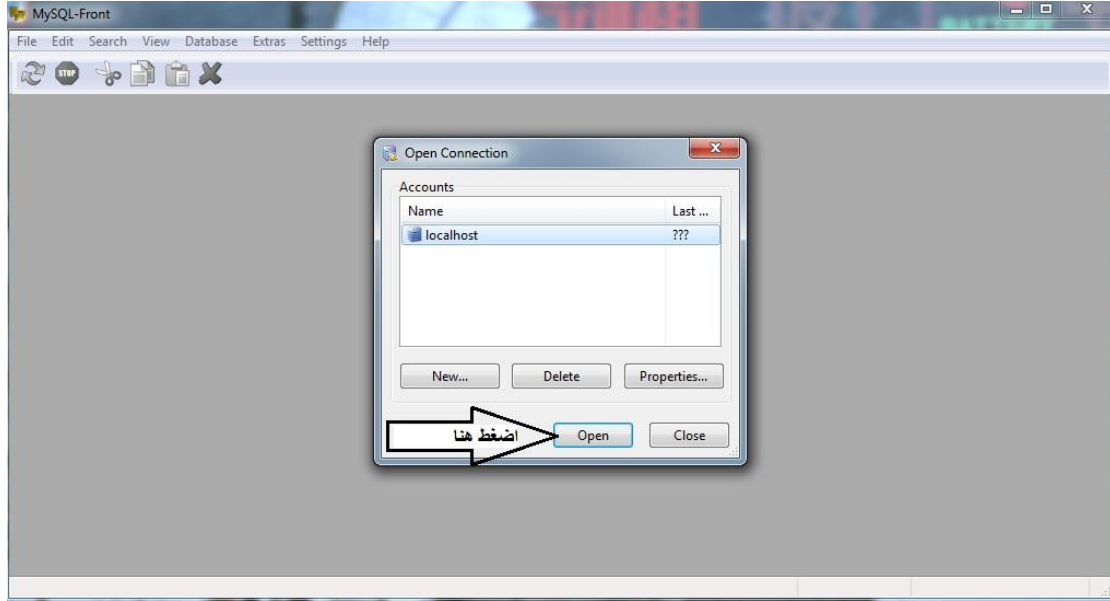 MySQL-Front
File Edit Search View Database Extras Settings Help
STOP
Open Connection
Accounts
Name Last ...
localhost ???
New... Delete Properties...
اضغط هنا Open Close